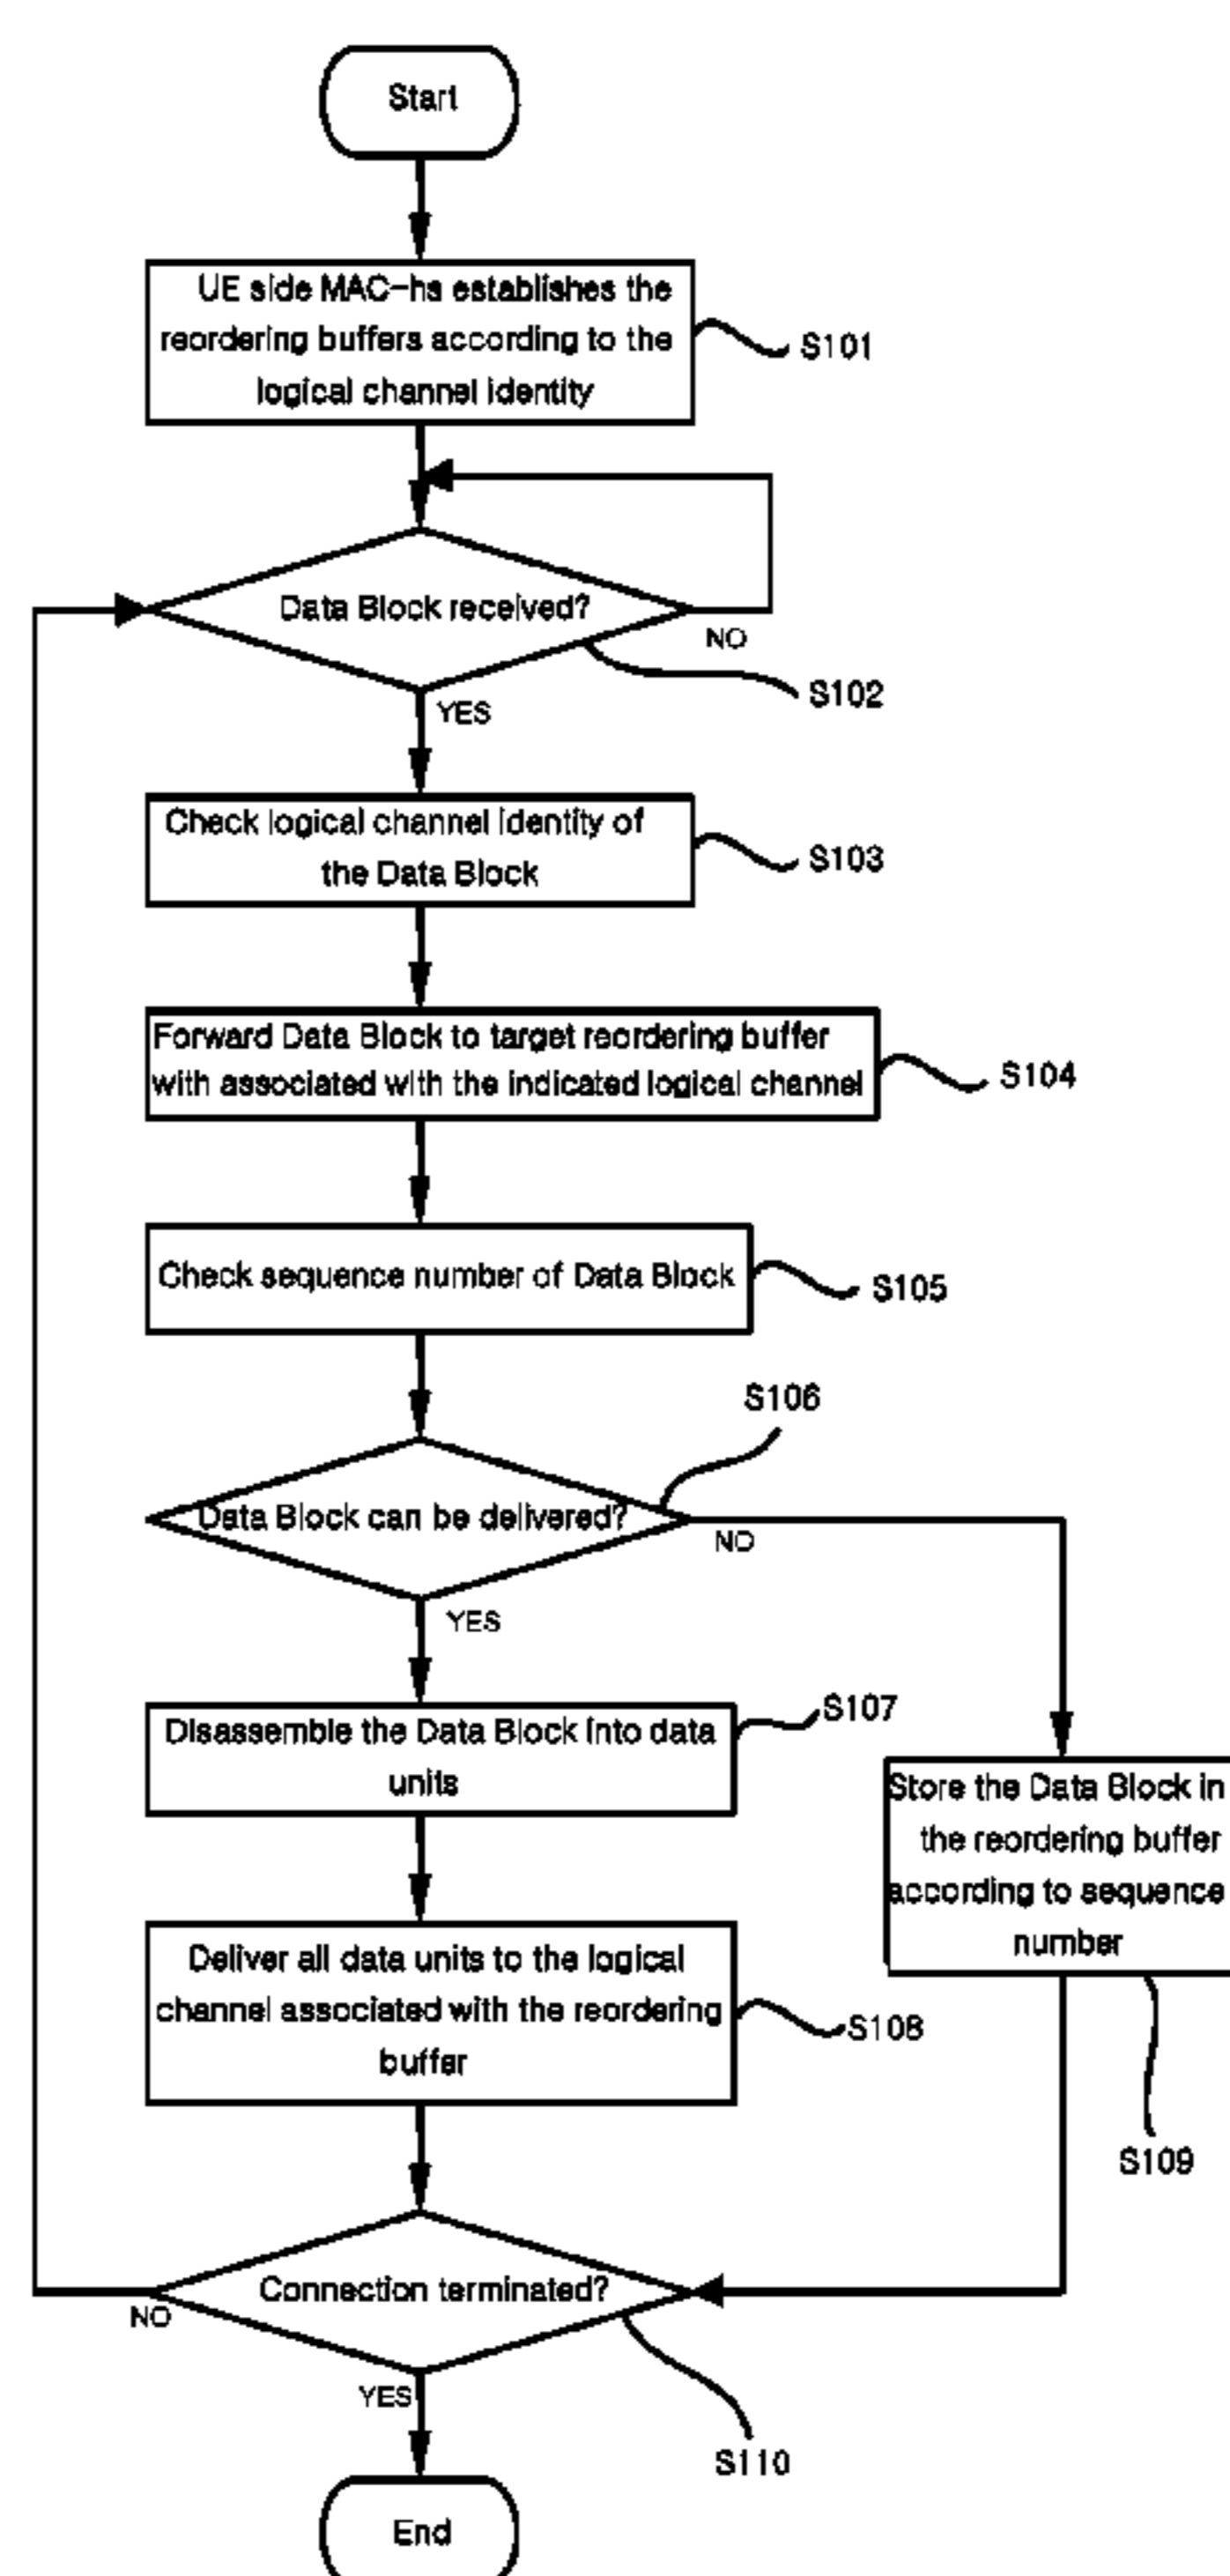 Start
UE side MAC-hs establishes the
reordering buffers according to the
logical channel identity
S101
Data Block received?
NO
S102
YES
Check logical channel identity of
the Data Block
S103
Forward Data Block to target reordering buffer
with associated with the indicated logical channel
S104
Check sequence number of Data Block
S105
S106
Data Block can be delivered?
NO
YES
Disassemble the Data Block into data
units
S107
Store the Data Block in
the reordering buffer
according to sequence
number
Deliver all data units to the logical
channel associated with the reordering
buffer
S108
S109
Connection terminated?
NO
YES
S110
End